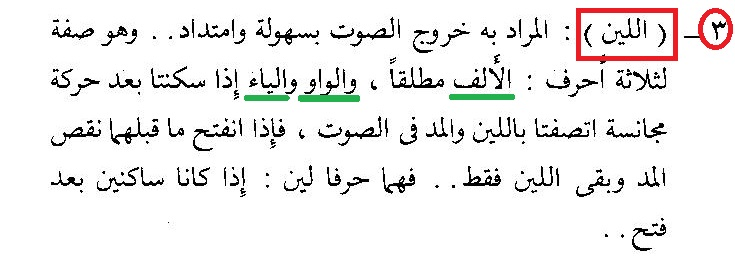 ٣ – ( اللين ) : المراد به خروج الصوت بسهولة وامتداد . . وهو صفة
لثلاثة أحرف : الألف مطلقاً ، والواو والياء إذا سكنتا بعد حركة
مجانسة اتصفتا باللين والمد فى الصوت ، فإذا انفتح ما قبلهما نقص
المد وبقى اللين فقط . . فهما حرفا لين : إذا كانا ساكنين بعد
فتح . .